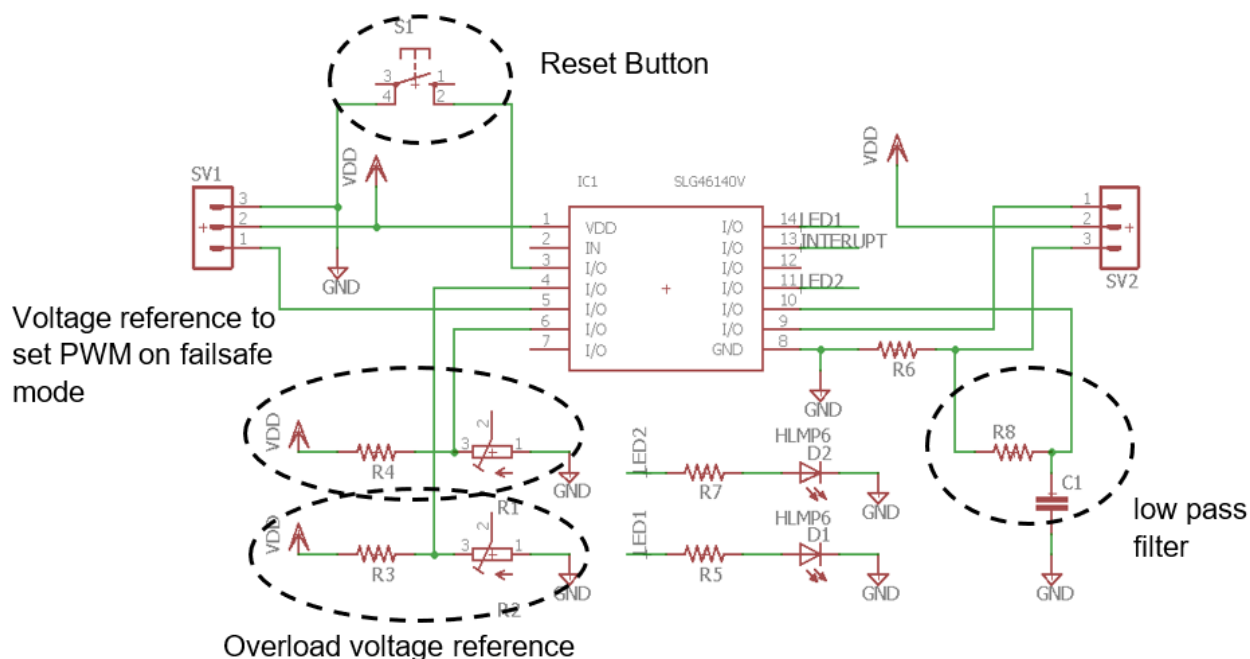 S1
Reset Button
3
1
4
2
VDD
VDD
SV1
3
2
1
IC1
SLG46140V
1
VDD
I/O
14
LED1
2
IN
I/O
13
INTERUPT
3
I/O
I/O
12
4
I/O
I/O
11
LED2
5
I/O
I/O
10
6
I/O
I/O
9
7
I/O
GND
8
1
2
3
SV2
GND
Voltage reference to
set PWM on failsafe
mode
R6
GND
VDD
R4
3
2
1
R1
GND
LED2
R7
HLMP6
D2
GND
R8
C1
GND
low pass
filter
VDD
R3
3
2
1
R2
GND
LED1
R5
HLMP6
D1
GND
Overload voltage reference